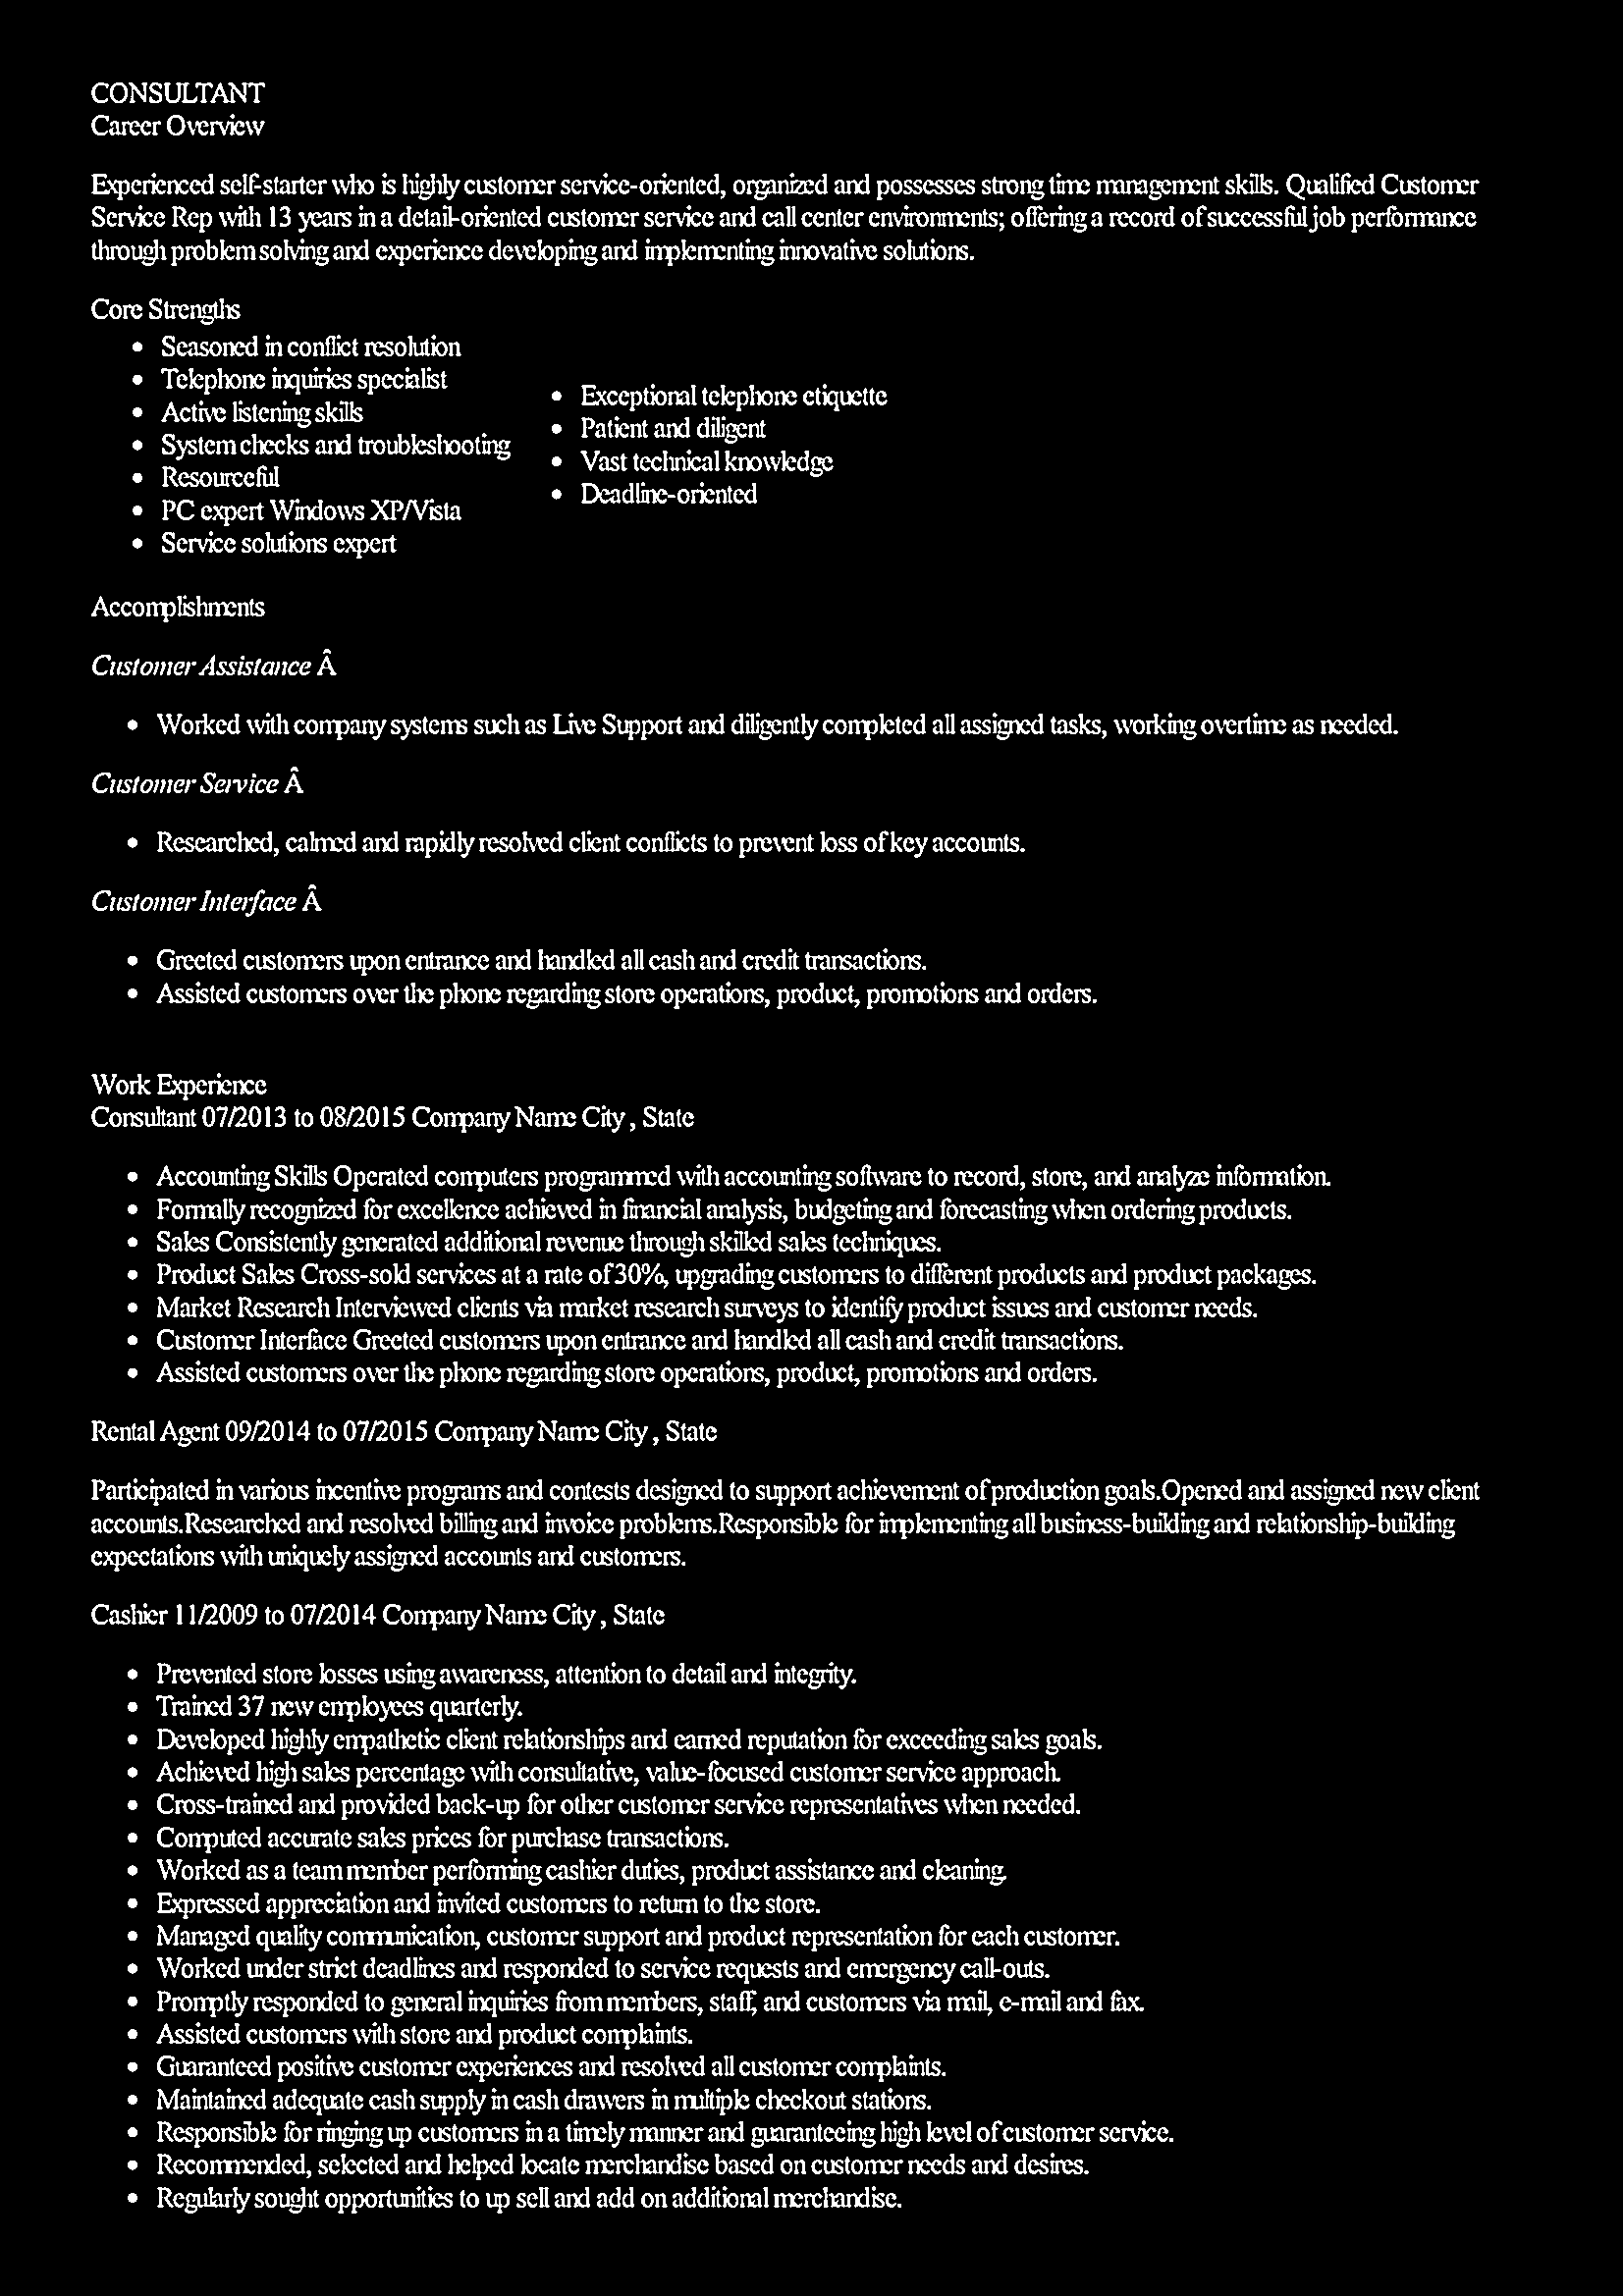 CONSULTANT
Career Overview
Experienced self-starter who is highly customer service-oriented, organized and possesses strong time management skills. Qualified Customer
Service Rep with 13 years in a detail-oriented customer service and call center environments; offering a record of successful job performance
through problem solving and experience developing and implementing innovative solutions.
Core Strengths
• Seasoned in conflict resolution
• Telephone inquiries specialist
• Active listening skills
• System checks and troubleshooting
• Resourceful
• PC expert Windows XP/Vista
• Service solutions expert
• Exceptional telephone etiquette
• Patient and diligent
• Vast technical knowledge
• Deadline-oriented
Accomplishments
Customer Assistance Â
• Worked with company systems such as Live Support and diligently completed all assigned tasks, working overtime as needed.
Customer Service Â
• Researched, calmed and rapidly resolved client conflicts to prevent loss of key accounts.
Customer Interface Â
• Greeted customers upon entrance and handled all cash and credit transactions.
• Assisted customers over the phone regarding store operations, product, promotions and orders.
Work Experience
Consultant 07/2013 to 08/2015 Company Name City , State
• Accounting Skills Operated computers programmed with accounting software to record, store, and analyze information.
• Formally recognized for excellence achieved in financial analysis, budgeting and forecasting when ordering products.
• Sales Consistently generated additional revenue through skilled sales techniques.
• Product Sales Cross-sold services at a rate of 30%, upgrading customers to different products and product packages.
• Market Research Interviewed clients via market research surveys to identify product issues and customer needs.
• Customer Interface Greeted customers upon entrance and handled all cash and credit transactions.
• Assisted customers over the phone regarding store operations, product, promotions and orders.
Rental Agent 09/2014 to 07/2015 Company Name City , State
Participated in various incentive programs and contests designed to support achievement of production goals.Opened and assigned new client
accounts.Researched and resolved billing and invoice problems.Responsible for implementing all business-building and relationship-building
expectations with uniquely assigned accounts and customers.
Cashier 11/2009 to 07/2014 Company Name City , State
• Prevented store losses using awareness, attention to detail and integrity.
• Trained 37 new employees quarterly.
• Developed highly empathetic client relationships and earned reputation for exceeding sales goals.
• Achieved high sales percentage with consultative, value-focused customer service approach.
• Cross-trained and provided back-up for other customer service representatives when needed.
• Computed accurate sales prices for purchase transactions.
• Worked as a team member performing cashier duties, product assistance and cleaning.
• Expressed appreciation and invited customers to return to the store.
• Managed quality communication, customer support and product representation for each customer.
• Worked under strict deadlines and responded to service requests and emergency call-outs.
• Promptly responded to general inquiries from members, staff, and customers via mail, e-mail and fax.
• Assisted customers with store and product complaints.
• Guaranteed positive customer experiences and resolved all customer complaints.
• Maintained adequate cash supply in cash drawers in multiple checkout stations.
• Responsible for ringing up customers in a timely manner and guaranteeing high level of customer service.
• Recommended, selected and helped locate merchandise based on customer needs and desires.
• Regularly sought opportunities to up sell and add on additional merchandise.